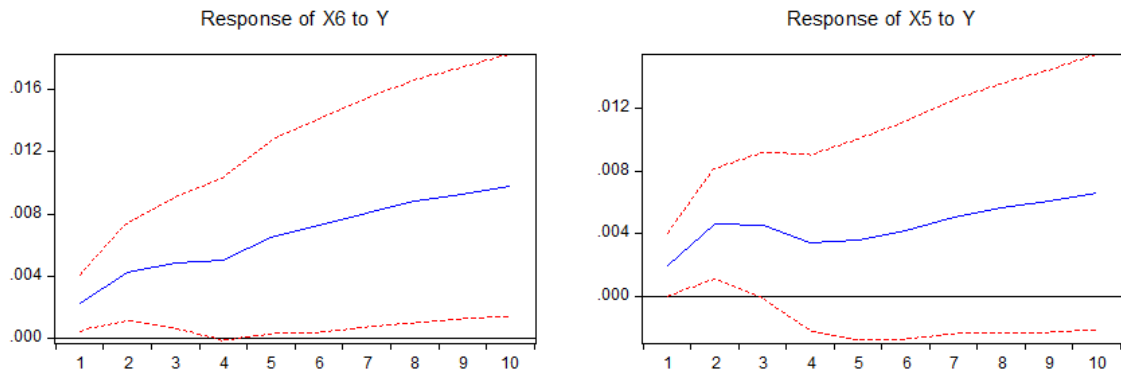 Response of X6 to Y
.016
.012
.008
.004
.000
1 2 3 4 5 6 7 8 9 10
Response of X5 to Y
.012
.008
.004
.000
1 2 3 4 5 6 7 8 9 10